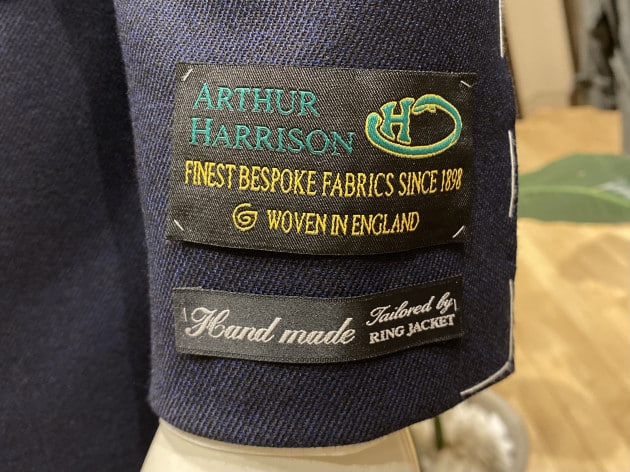 ARTHUR
HARRISON
H
FINEST BESPOKE FABRICS SINCE 1898
WOVEN IN ENGLAND
Hand made
Tailored by
RING JACKET